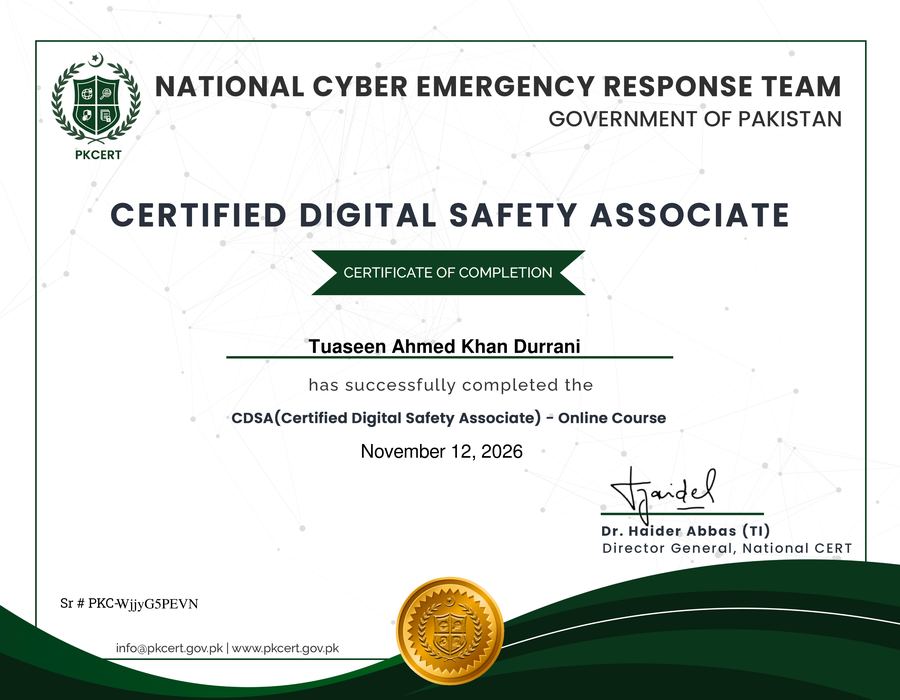 NATIONAL CYBER EMERGENCY RESPONSE TEAM
GOVERNMENT OF PAKISTAN
PKCERT
CERTIFIED DIGITAL SAFETY ASSOCIATE
CERTIFICATE OF COMPLETION
Tuaseen Ahmed Khan Durrani
has successfully completed the
CDSA(Certified Digital Safety Associate) - Online Course
November 12, 2026
Dr. Haider Abbas (TI)
Director General, National CERT
Sr # PKC-WjjyG5PEVN
info@pkcert.gov.pk | www.pkcert.gov.pk